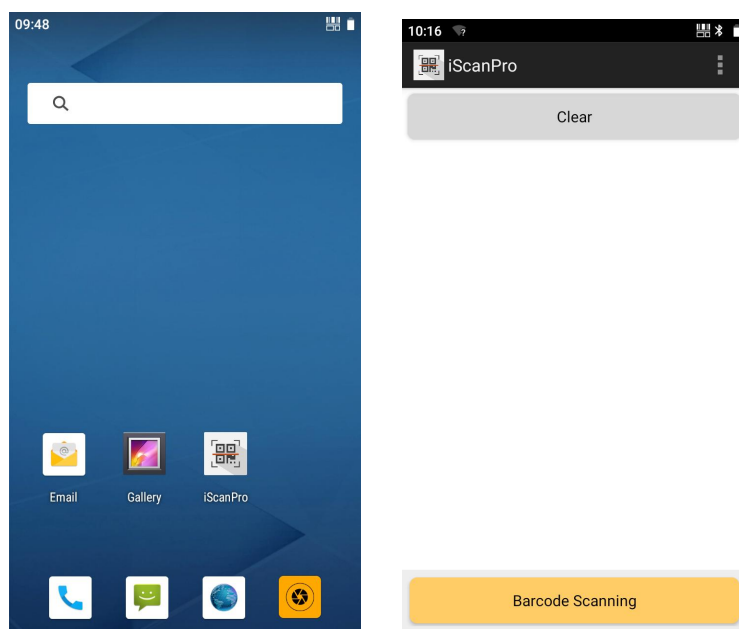 09:48
Email
Gallery
iScanPro
10:16
?
iScanPro
Clear
Barcode Scanning